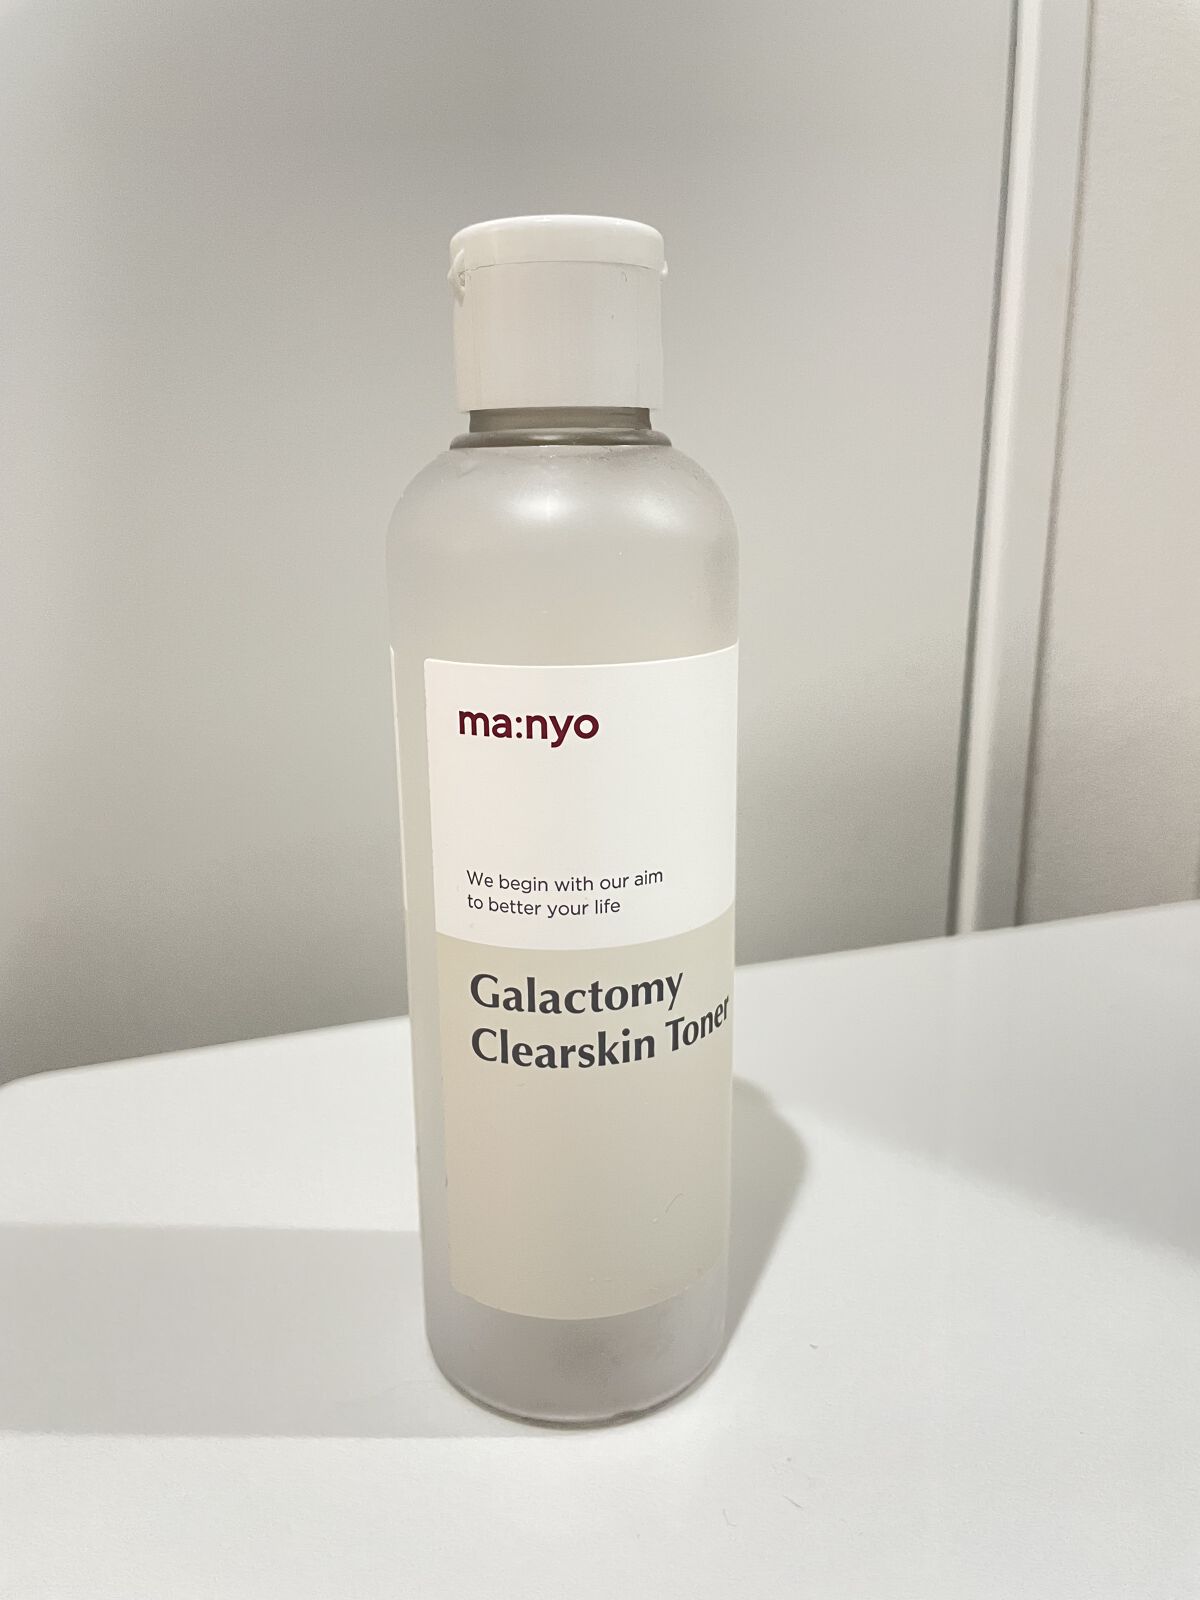 ma:nyo
We begin with our aim
to better your life
Galactomy
Clearskin Toner